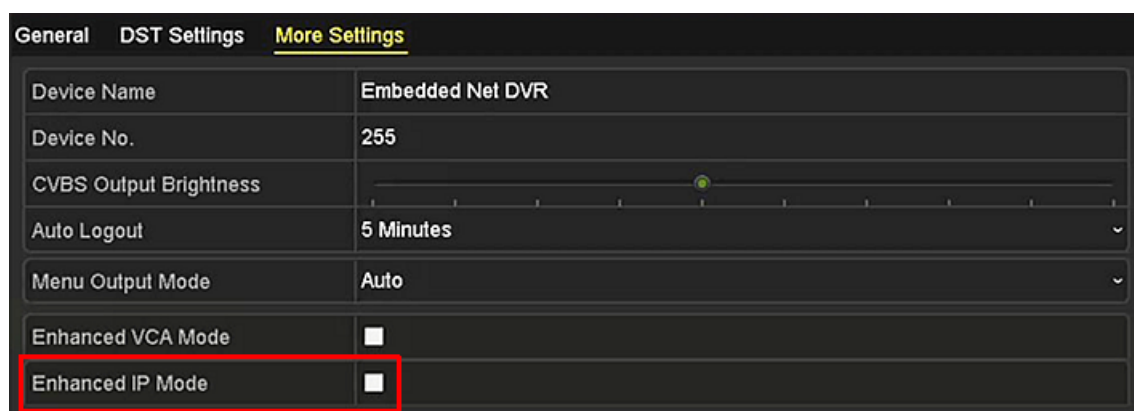 General DST Settings More Settings
Device Name Embedded Net DVR
Device No. 255
CVBS Output Brightness
Auto Logout 5 Minutes
Menu Output Mode Auto
Enhanced VCA Mode
Enhanced IP Mode